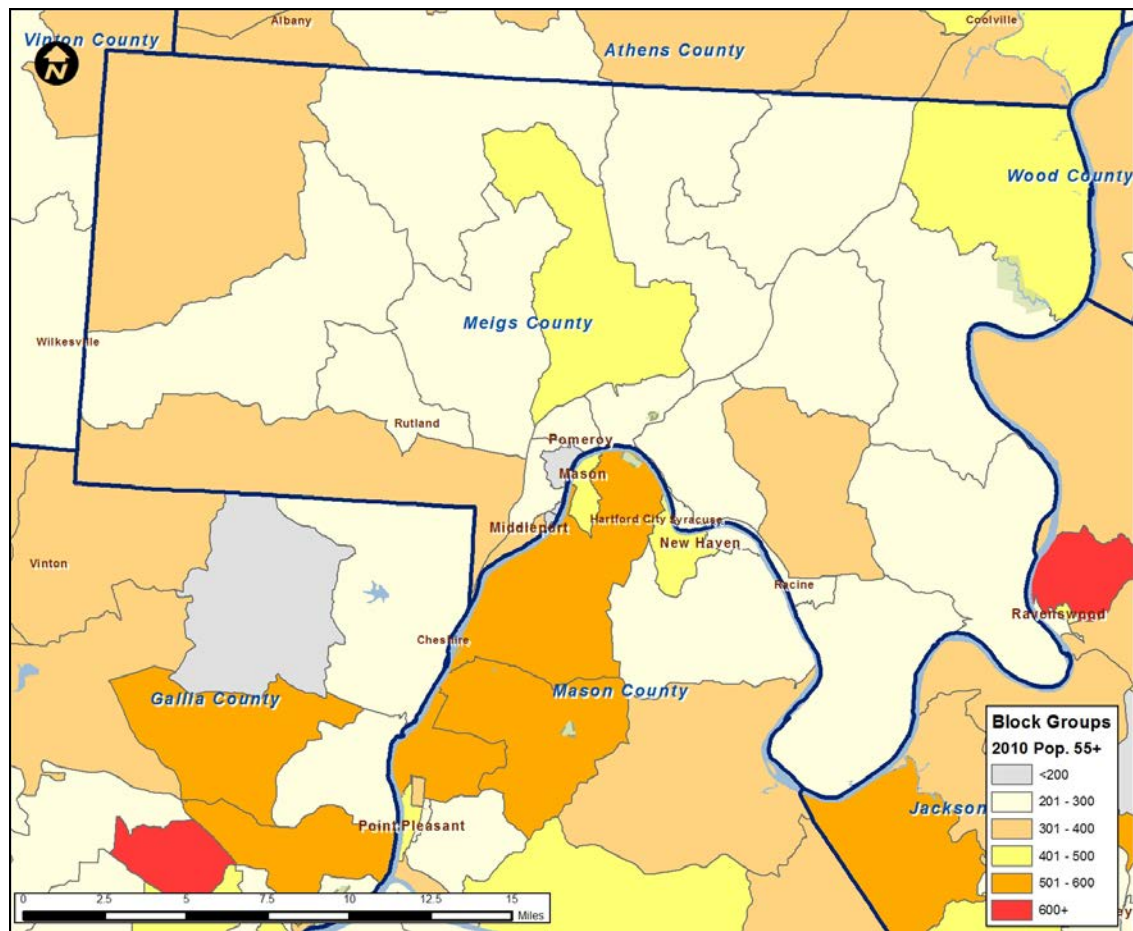 Albany
Coolville
Vinton County
Athens County
N
Wood County
Meigs County
Wilkesville
Rutland
Pomeroy
Mason
Middleport
Hartford City Syracuse
New Haven
Vinton
Racine
Ravenswood
Cheshire
Gallia County
Mason County
Jackson
Point Pleasant
Block Groups
2010 Pop. 55+
<200
201 - 300
301 - 400
401 - 500
501 - 600
600+
0 2.5 5 7.5 10 12.5 15
Miles